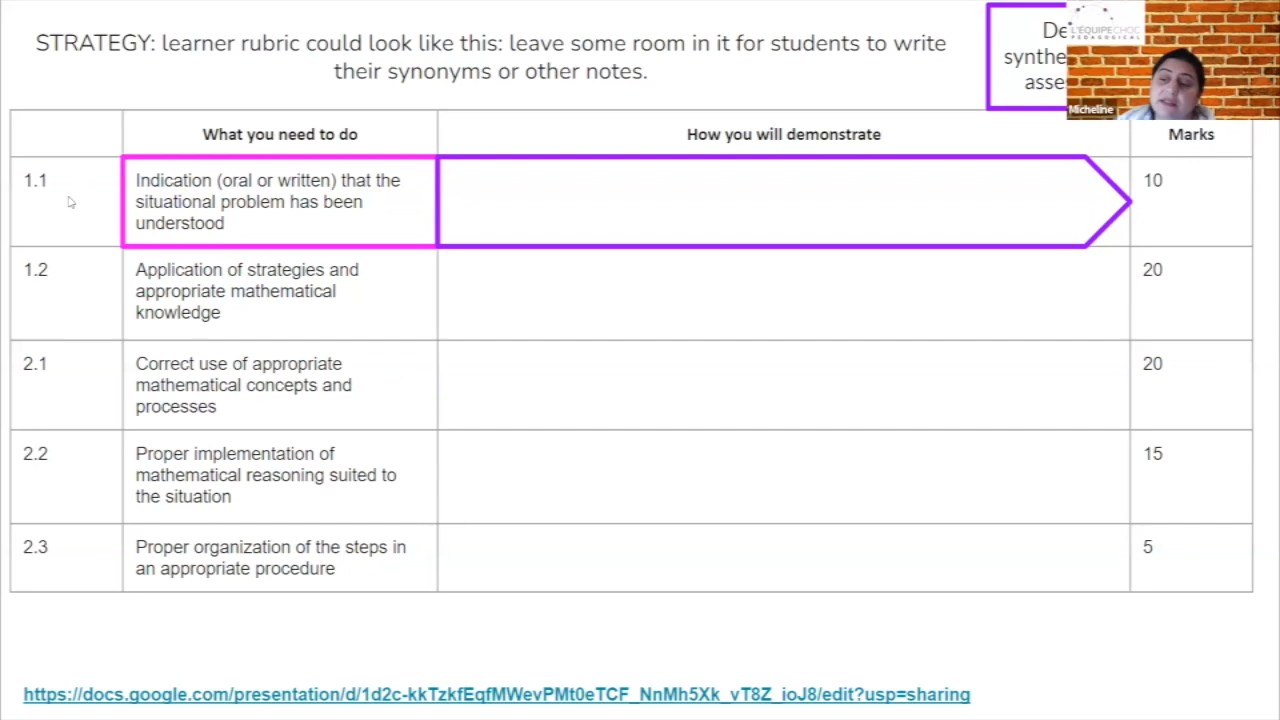 STRATEGY: learner rubric could look like this: leave some room in it for students to write
their synonyms or other notes.
L'ÉQUIPECHOC
PEDAGOGICAL
Micheline
What you need to do
How you will demonstrate
Marks
1.1
Indication (oral or written) that the
situational problem has been
understood
10
1.2
Application of strategies and
appropriate mathematical
knowledge
20
2.1
Correct use of appropriate
mathematical concepts and
processes
20
2.2
Proper implementation of
mathematical reasoning suited to
the situation
15
2.3
Proper organization of the steps in
an appropriate procedure
5
https://docs.google.com/presentation/d/1d2c-kkTzkfEqfMWevPMt0eTCF_NnMh5Xk_vT8Z_ioJ8/edit?usp=sharing